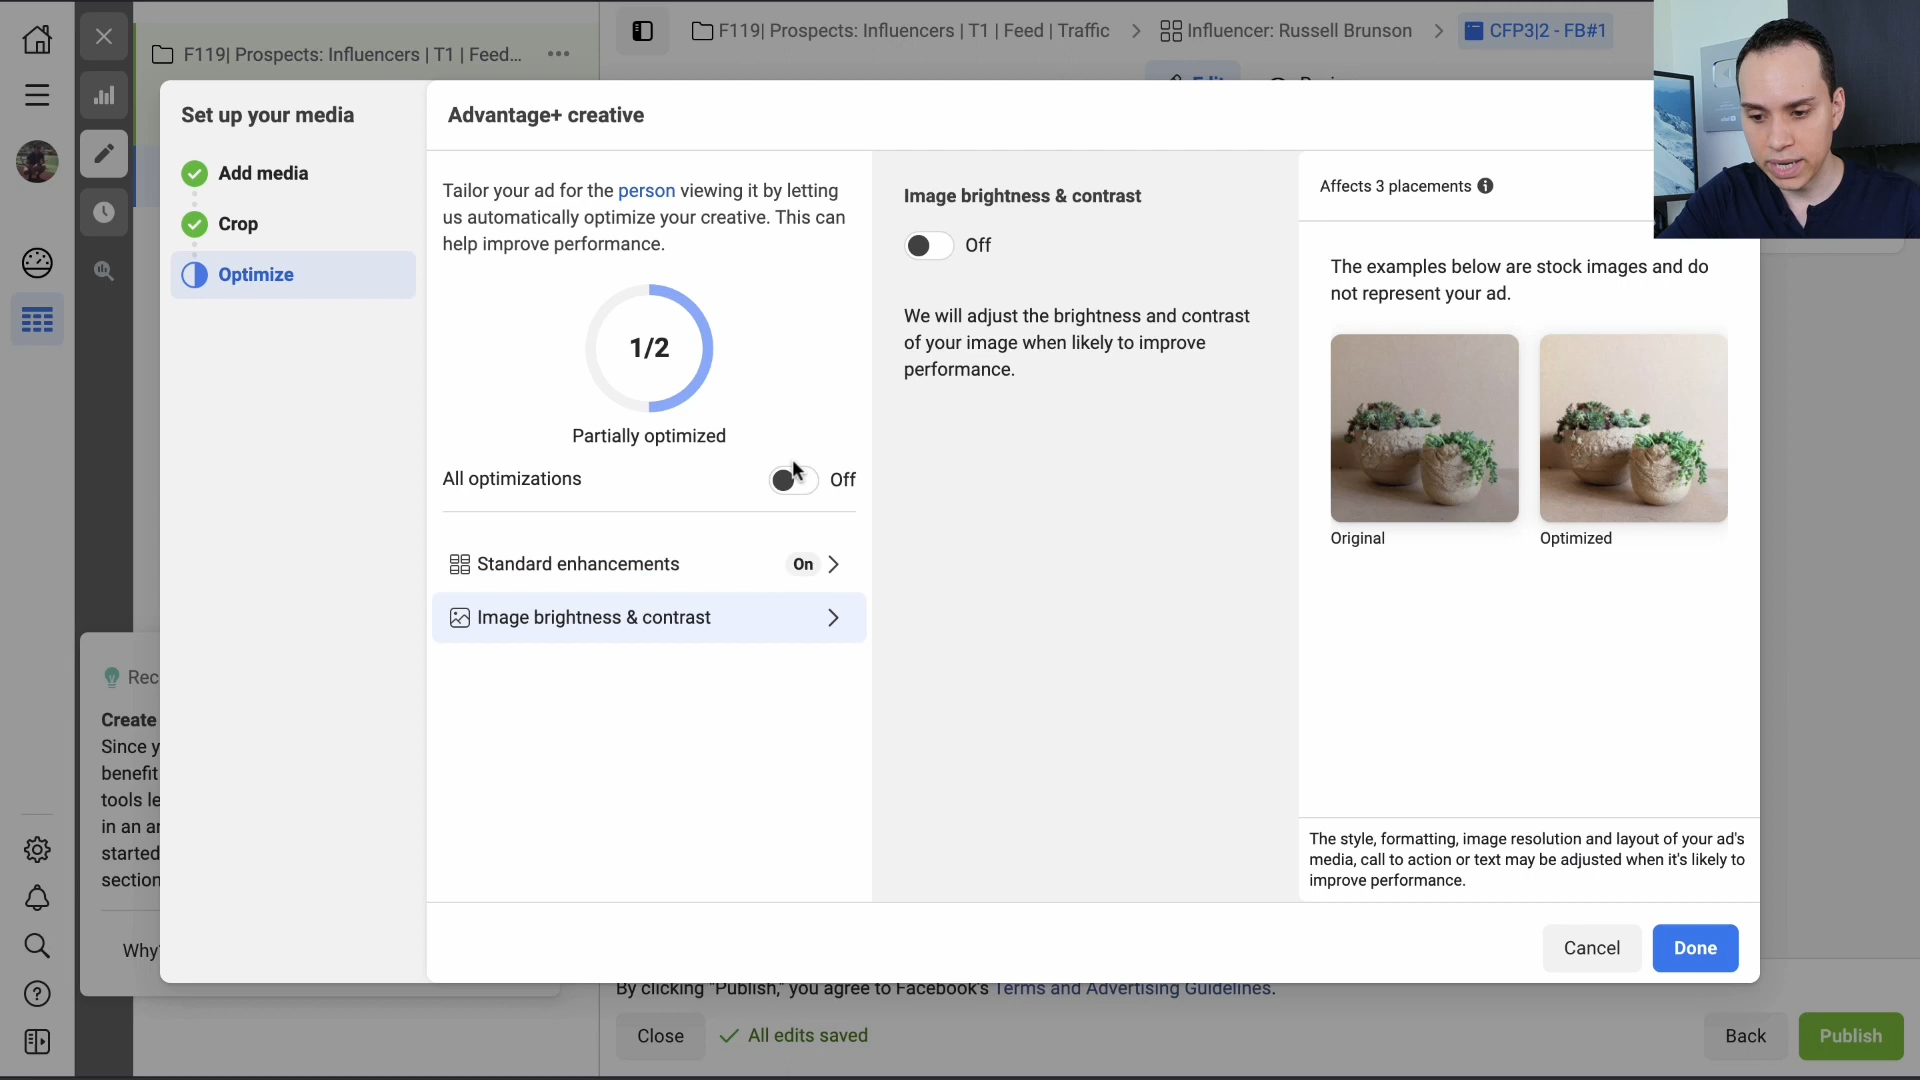 F119| Prospects: Influencers | T1 | Feed...
F119| Prospects: Influencers | T1 | Feed | Traffic
Influencer: Russell Brunson
CFP3|2 - FB#1
Set up your media
Add media
Crop
Optimize
Advantage+ creative
Tailor your ad for the person viewing it by letting
us automatically optimize your creative. This can
help improve performance.
1/2
Partially optimized
All optimizations
Off
Standard enhancements
On
Image brightness & contrast
Image brightness & contrast
Off
We will adjust the brightness and contrast
of your image when likely to improve
performance.
Affects 3 placements
The examples below are stock images and do
not represent your ad.
Original
Optimized
The style, formatting, image resolution and layout of your ad's
media, call to action or text may be adjusted when it's likely to
improve performance.
Cancel
Done
Rec
Create
Since y
benefit
tools le
in an ar
started
section
Why
By clicking "Publish," you agree to Facebook's Terms and Advertising Guidelines.
Close
All edits saved
Back
Publish